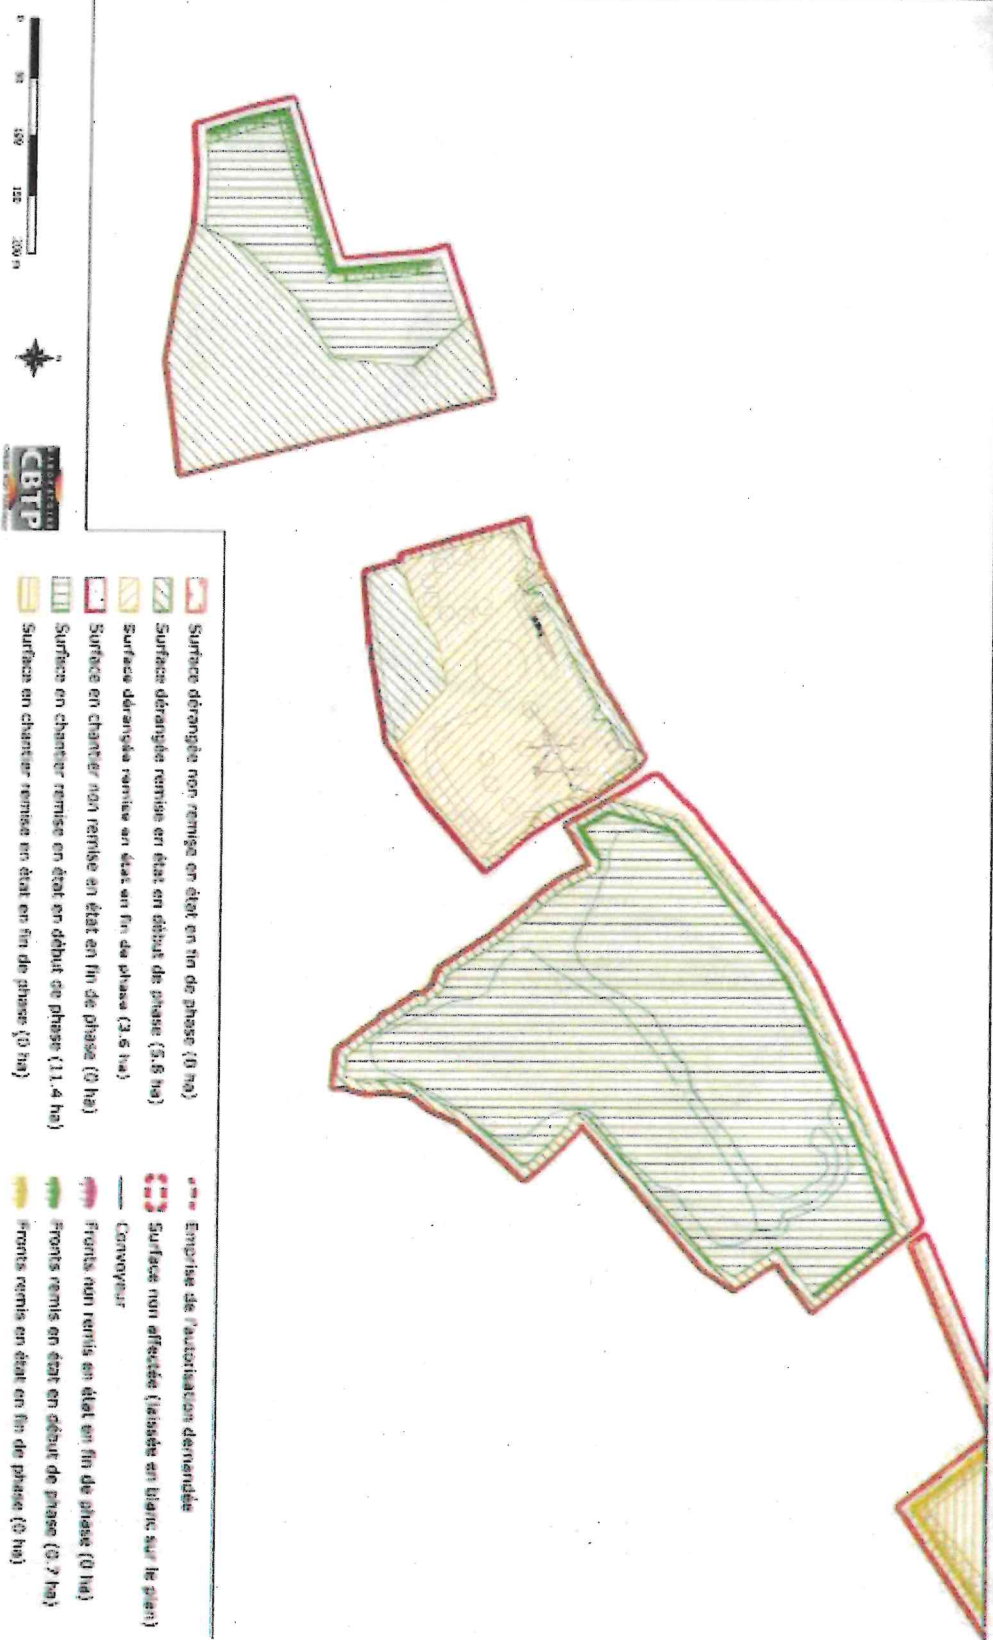 Surface dérangée non remise en état en fin de phase (0 ha)
Surface dérangée remise en état en début de phase (5.6 ha)
Surface dérangée remise en état en fin de phase (3.6 ha)
Surface en chantier non remise en état en fin de phase (0 ha)
Surface en chantier remise en état en début de phase (11.4 ha)
Surface en chantier remise en état en fin de phase (0 ha)
Emprise de l'autorisation demandée
Surface non affectée (laissée en blanc sur le plan)
Convoyeur
Fronts non remis en état en fin de phase (0 ha)
Fronts remis en état en début de phase (0.7 ha)
Fronts remis en état en fin de phase (0 ha)
0 50 100 150 200 m
LABORATOIRE
CBTP